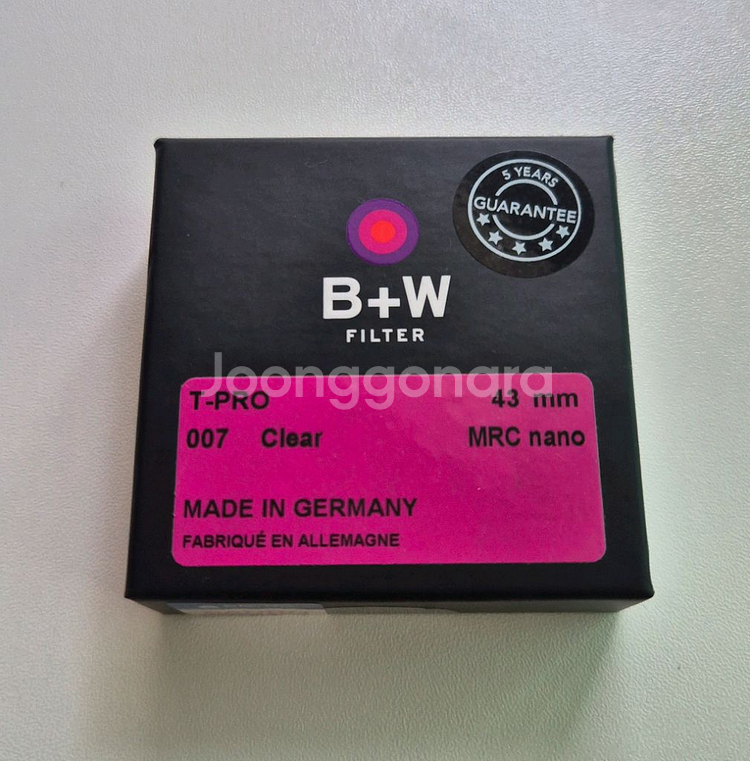 5 YEARS
GUARANTEE
B+W
FILTER
Joonggonara
T-PRO 43 mm
007 Clear MRC nano
MADE IN GERMANY
FABRIQUÉ EN ALLEMAGNE